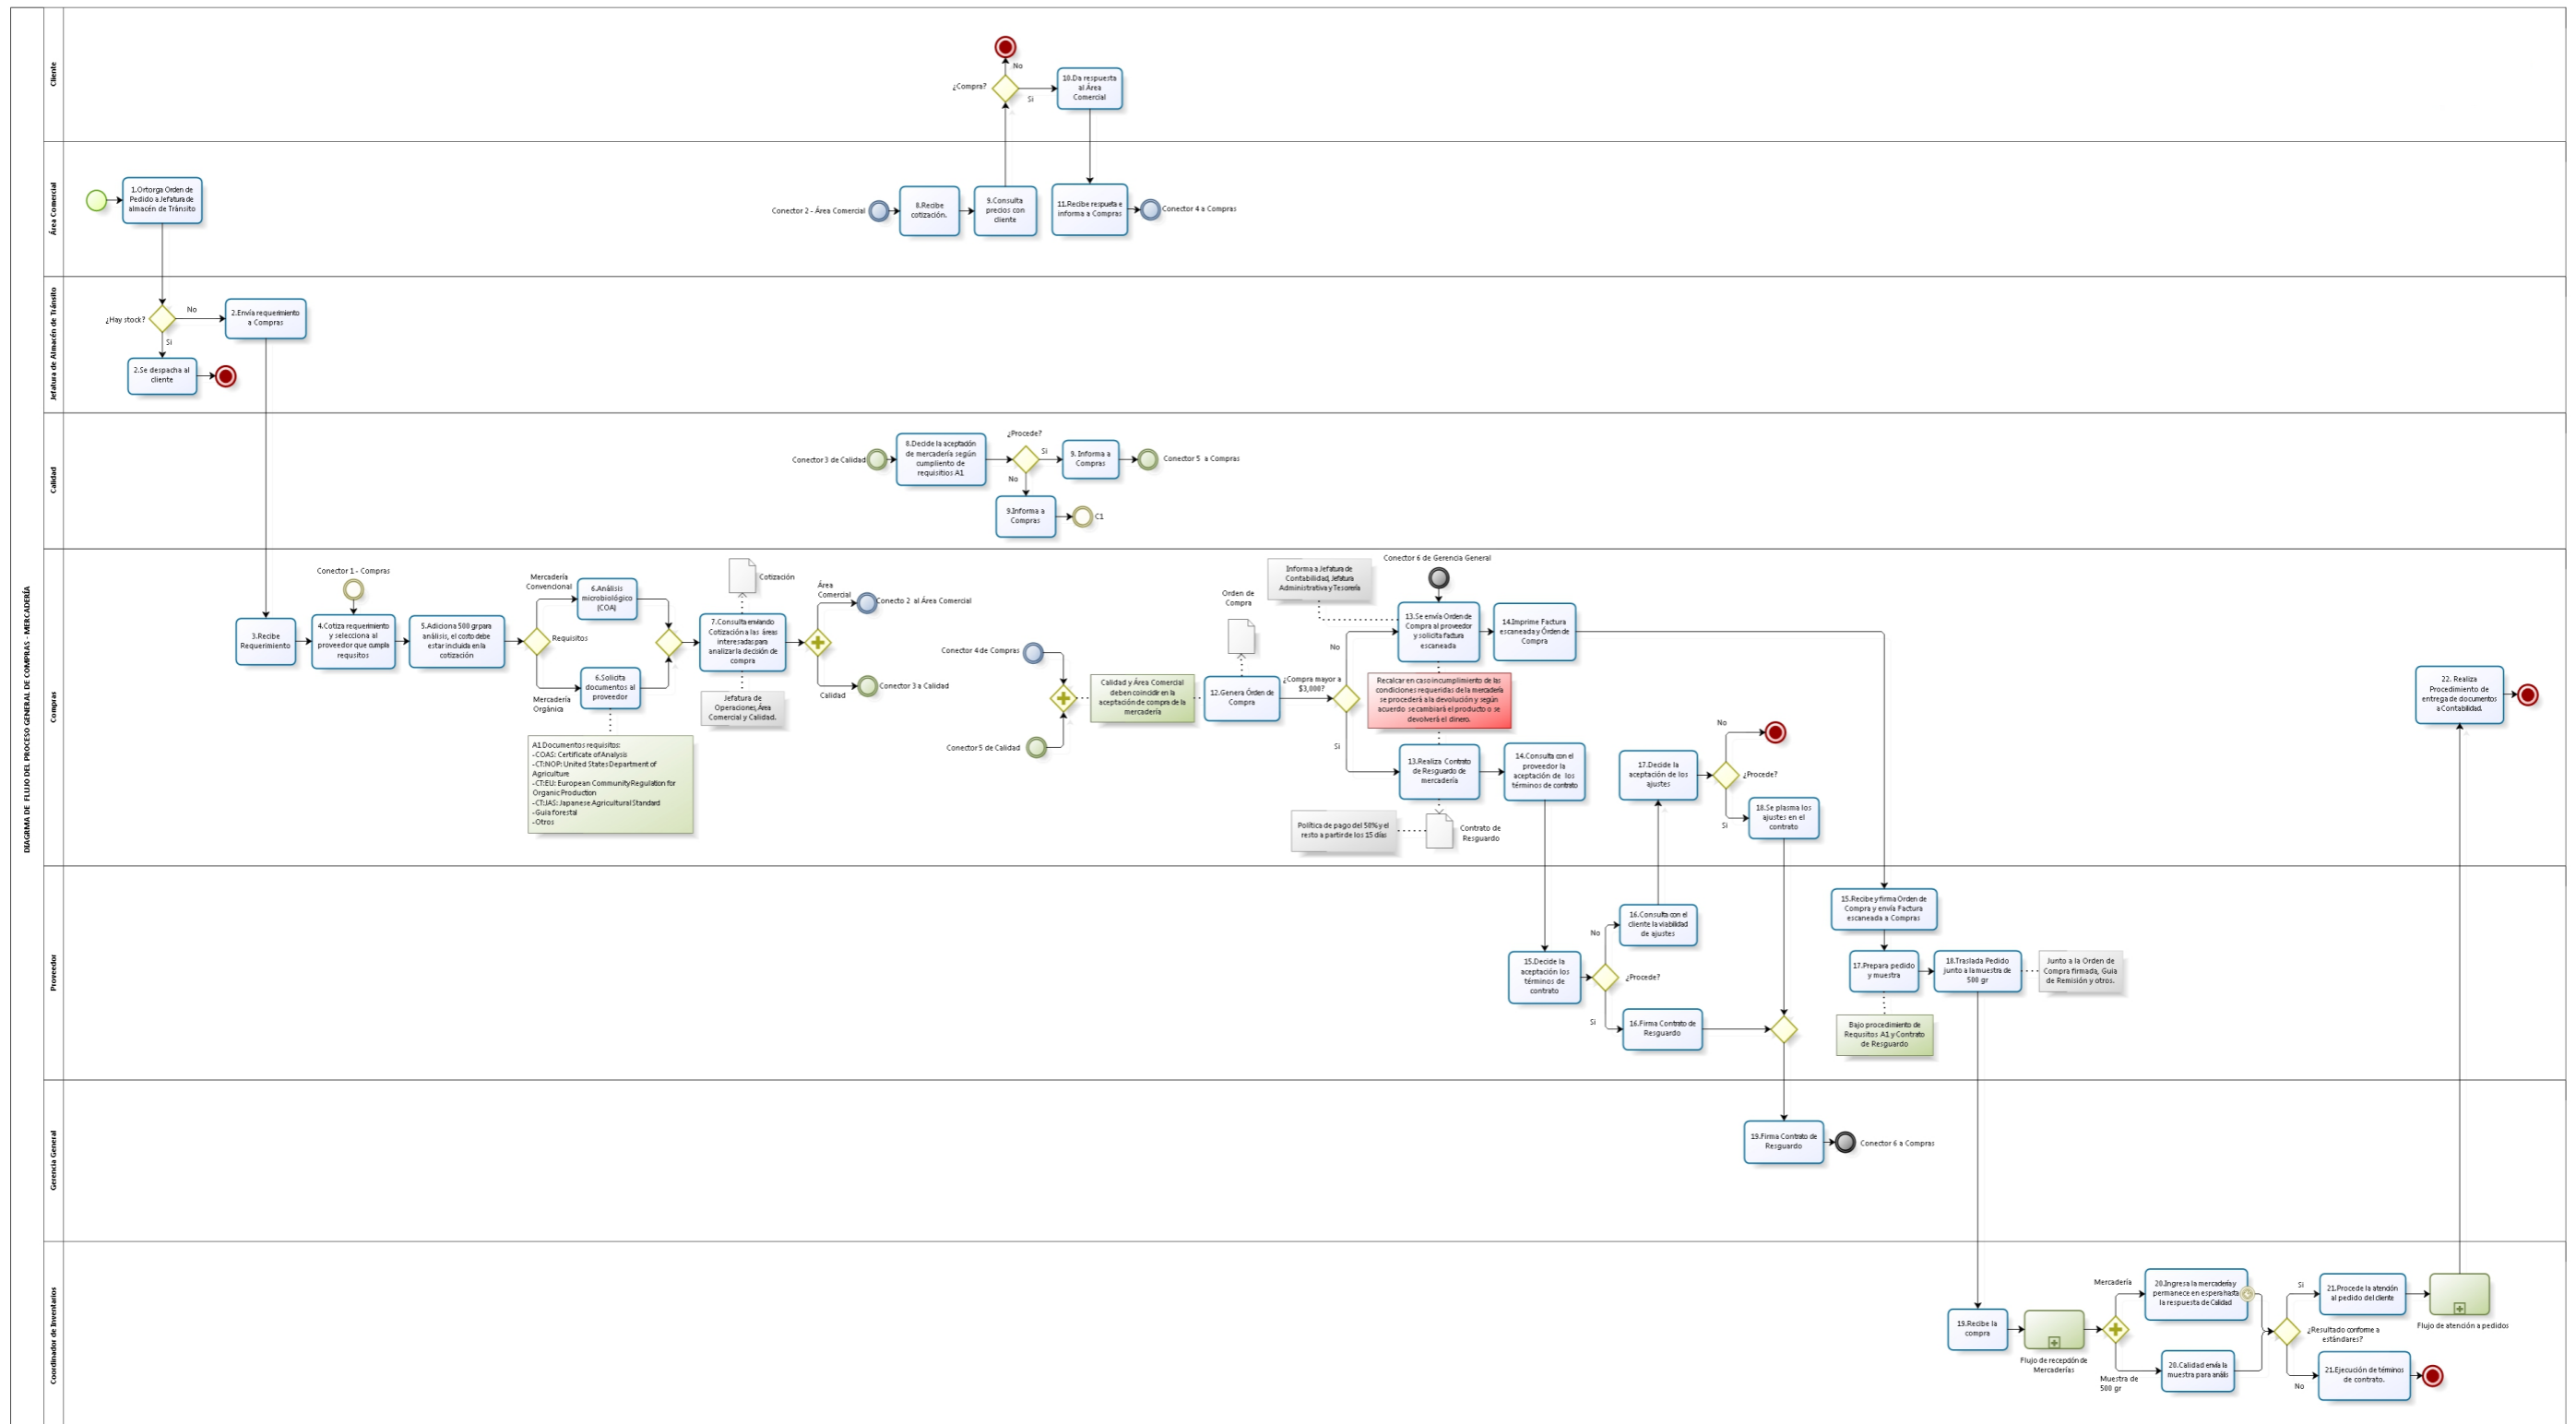 DIAGRMA DE FLUJO DEL PROCESO GENERAL DE COMPRAS - MERCADERÍA
Cliente
No
¿Compra?
Si
10.Da respuesta
al Área
Comercial
Área Comercial
1.Ortorga Orden de
Pedido a Jefatura de
almacén de Tránsito
Conector 2 - Área Comercial
8.Recibe
cotización.
9.Consulta
precios con
cliente
11.Recibe respueta e
informa a Compras
Conector 4 a Compras
Jefatura de Almacén de Tránsito
¿Hay stock?
No
Si
2.Envía requerimiento
a Compras
2.Se despacha al
cliente
Calidad
Conector 3 de Calidad
8.Decide la aceptación
de mercadería según
cumpliento de
requisitios A1
¿Procede?
Si
No
9. Informa a
Compras
Conector 5 a Compras
9.Informa a
Compras
C1
Compras
3.Recibe
Requerimiento
Conector 1 - Compras
4.Cotiza requerimiento
y selecciona al
proveedor que cumpla
requsitos
5.Adiciona 500 gr para
análisis, el costo debe
estar incluida en la
cotización
Mercadería
Convencional
Requisitos
Mercadería
Orgánica
6.Análisis
microbiológico
(COA)
6.Solicita
documentos al
proveedor
A1 Documentos requisitos:
-COAS: Certificate of Analysis
-CT:NOP: United States Department of
Agriculture
-CT:EU: European Community Regulation for
Organic Production
-CT:JAS: Japanese Agricultural Standard
-Guia forestal
-Otros
Cotización
7.Consulta enviando
Cotización a las áreas
interesadas para
analizar la decisión de
compra
Jefatura de
Operaciones, Área
Comercial y Calidad.
Área
Comercial
Conecto 2 al Área Comercial
Calidad
Conector 3 a Calidad
Conector 4 de Compras
Conector 5 de Calidad
Calidad y Área Comercial
deben coincidir en la
aceptación de compra de la
mercadería
Orden de
Compra
12.Genera Órden de
Compra
¿Compra mayor a
$3,000?
No
Si
Informa a Jefatura de
Contabilidad, Jefatura
Administrativa y Tesorería
Conector 6 de Gerencia General
13.Se envía Orden de
Compra al proveedor
y solicita factura
escaneada
14.Imprime Factura
escaneada y Órden de
Compra
Recalcar en caso incumplimiento de las
condiciones requeridas de la mercadería
se procederá a la devolución y según
acuerdo se cambiará el producto o se
devolverá el dinero.
13.Realiza Contrato
de Resguardo de
mercadería
14.Consulta con el
proveedor la
aceptación de los
términos de contrato
Política de pago del 50% y el
resto a partir de los 15 días
Contrato de
Resguardo
17.Decide la
aceptación de los
ajustes
No
¿Procede?
Si
18.Se plasma los
ajustes en el
contrato
22. Realiza
Procedimiento de
entrega de documentos
a Contabilidad.
Proveedor
15.Decide la
aceptación los
términos de
contrato
No
¿Procede?
Si
16.Consulta con el
cliente la viabilidad
de ajustes
16.Firma Contrato de
Resguardo
15.Recibe y firma Orden de
Compra y envía Factura
escaneada a Compras
17.Prepara pedido
y muestra
18.Traslada Pedido
junto a la muestra de
500 gr
Junto a la Orden de
Compra firmada, Guia
de Remisión y otros.
Bajo procedimiento de
Requsitos A1 y Contrato
de Resguardo
Gerencia General
19.Firma Contrato de
Resguardo
Conector 6 a Compras
Coordinador de Inventarios
19.Recibe la
compra
Flujo de recepción de
Mercaderías
Mercadería
Muestra de
500 gr
20.Ingresa la mercadería y
permanece en espera hasta
la respuesta de Calidad
20.Calidad envía la
muestra para anális
Si
¿Resultado conforme a
estándares?
No
21.Procede la atención
al pedido del cliente
Flujo de atención a pedidos
21.Ejecución de términos
de contrato.